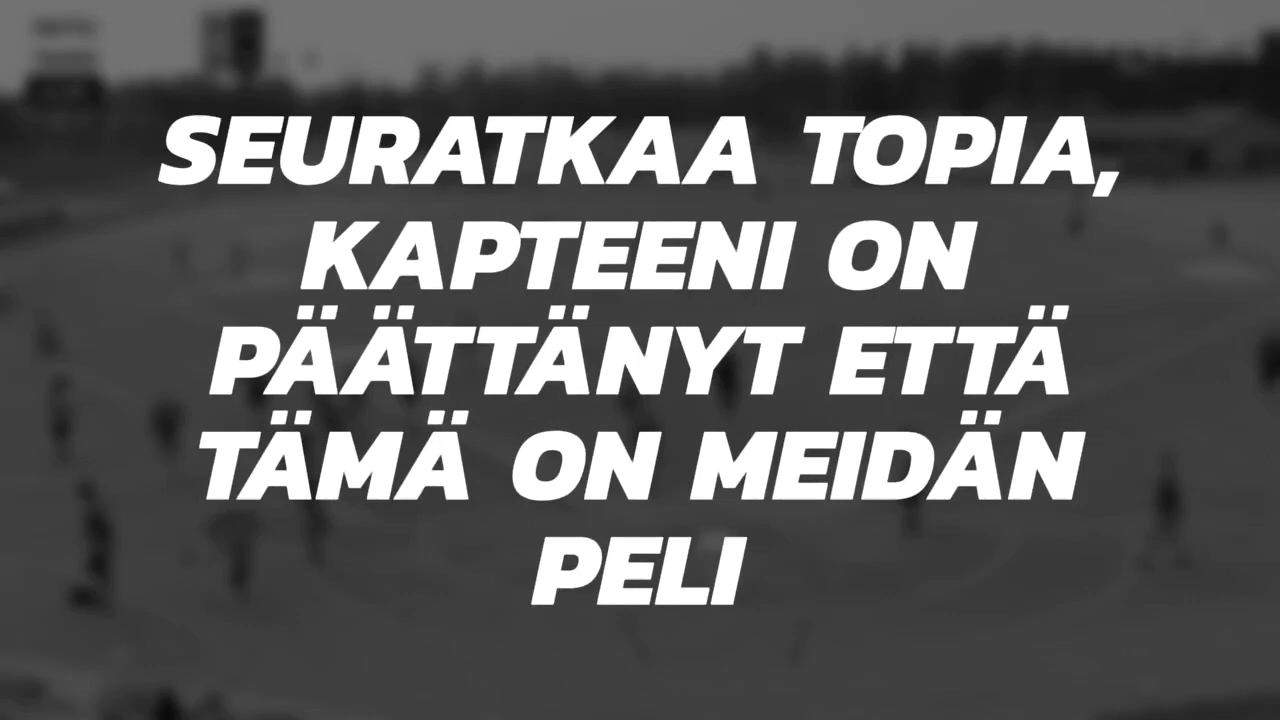 SEURATKAA TOPIA,
KAPTEENI ON
PÄÄTTÄNYT ETTÄ
TÄMÄ ON MEIDÄN
PELI